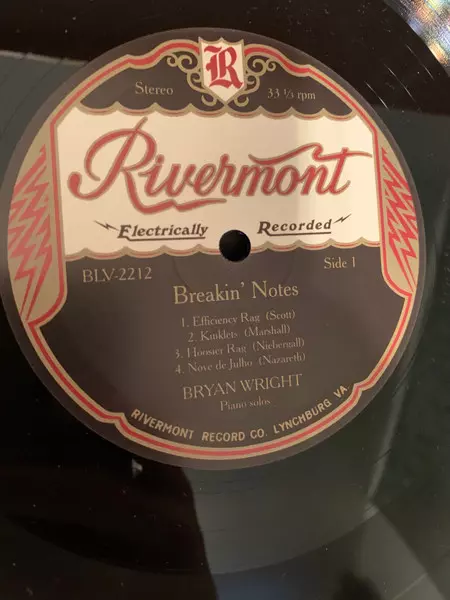 R
Stereo 33 ⅓ rpm
Rivermont
Electrically Recorded
BLV-2212 Side 1
Breakin' Notes
1. Efficiency Rag (Scott)
2. Kinklets (Marshall)
3. Hoosier Rag (Niebergall)
4. Nove de Julho (Nazareth)
BRYAN WRIGHT
Piano solos
RIVERMONT RECORD CO. LYNCHBURG VA.